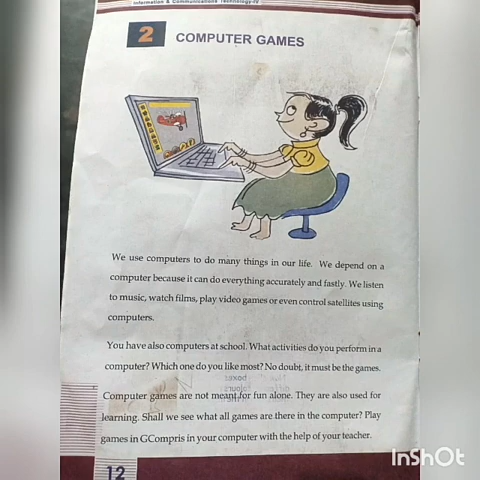 Information & Communications Technology-IV
2
COMPUTER GAMES
We use computers to do many things in our life. We depend on a
computer because it can do everything accurately and fastly. We listen
to music, watch films, play video games or even control satellites using
computers.
You have also computers at school. What activities do you perform in a
computer? Which one do you like most? No doubt, it must be the games.
Computer games are not meant for fun alone. They are also used for
learning. Shall we see what all games are there in the computer? Play
games in GCompris in your computer with the help of your teacher.
12
InShOt